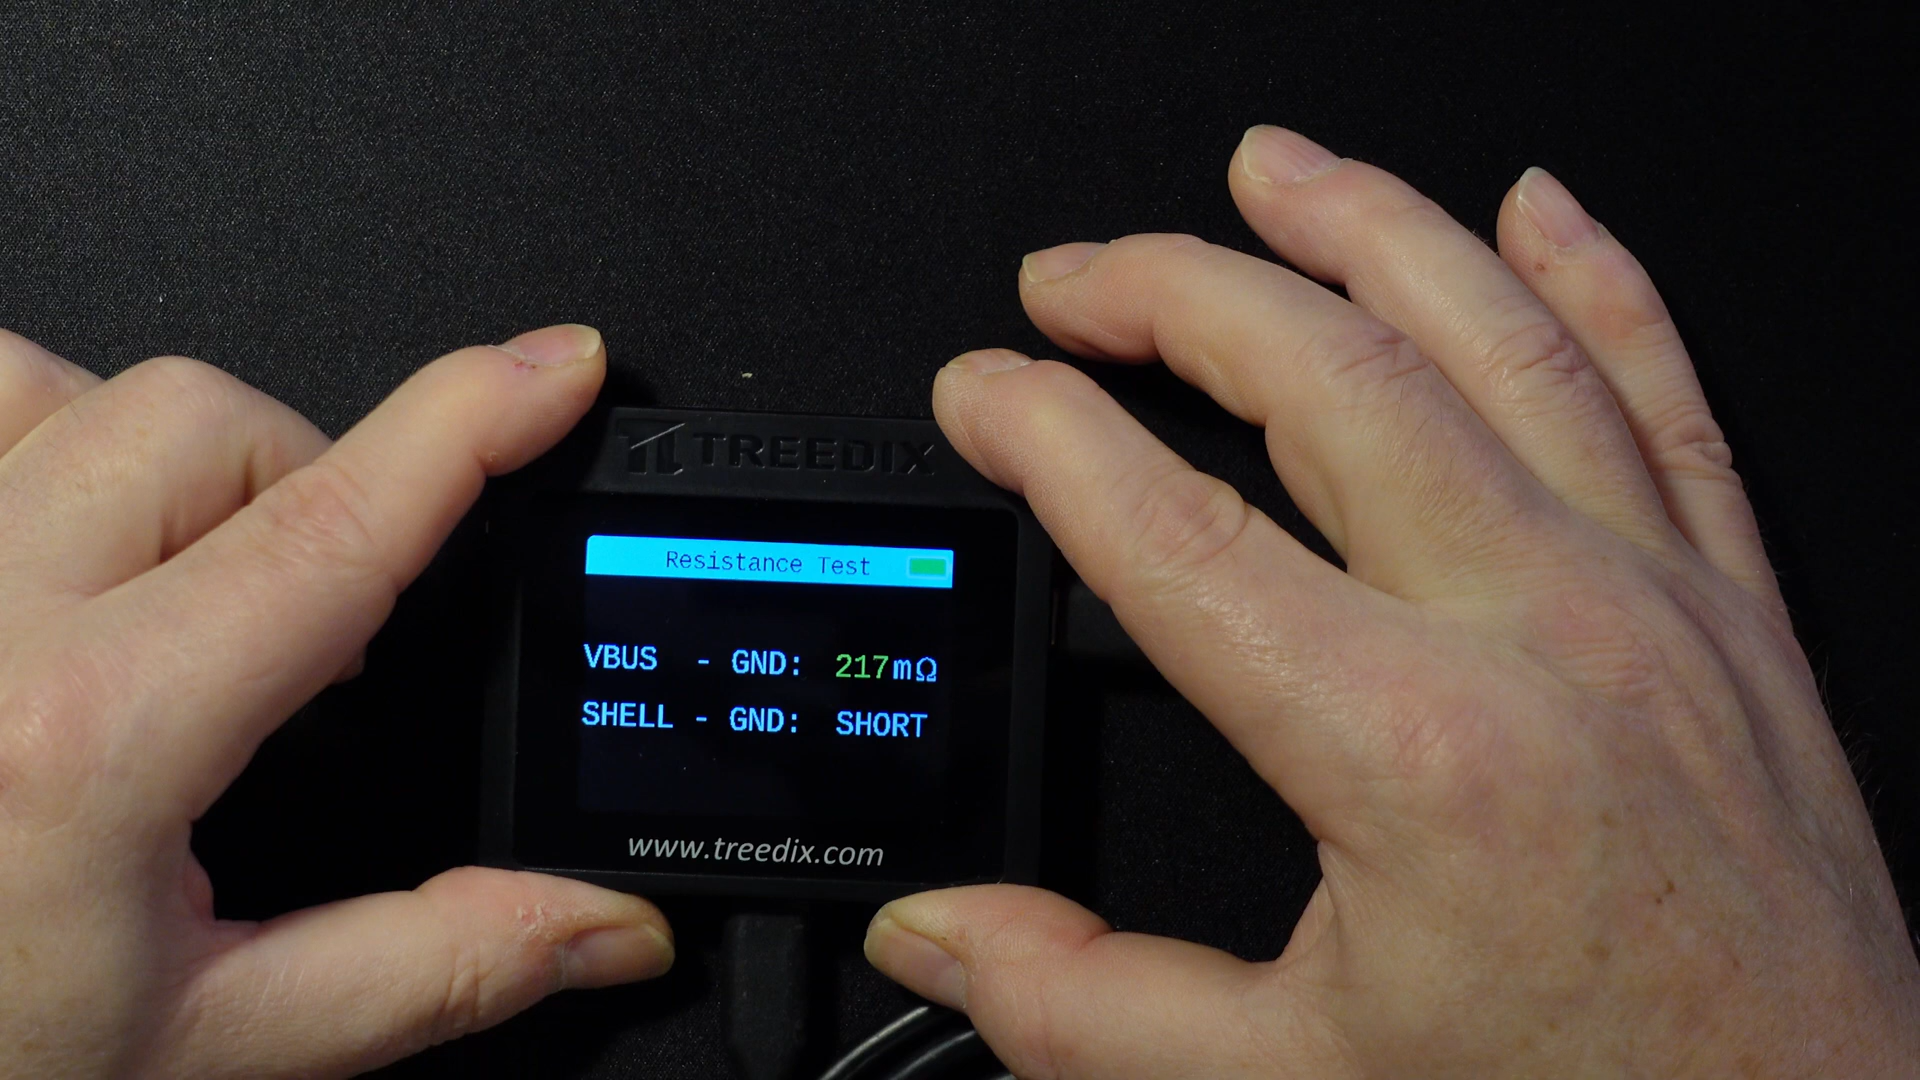 TREEDIX
Resistance Test
VBUS - GND: 217mΩ
SHELL - GND: SHORT
www.treedix.com